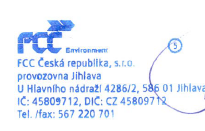 FCC Environment
5
FCC Česká republika, s.r.o.
provozovna Jihlava
U Hlavního nádraží 4286/2, 586 01 Jihlava
IČ: 45809712, DIČ: CZ 45809712
Tel. /fax: 567 220 701